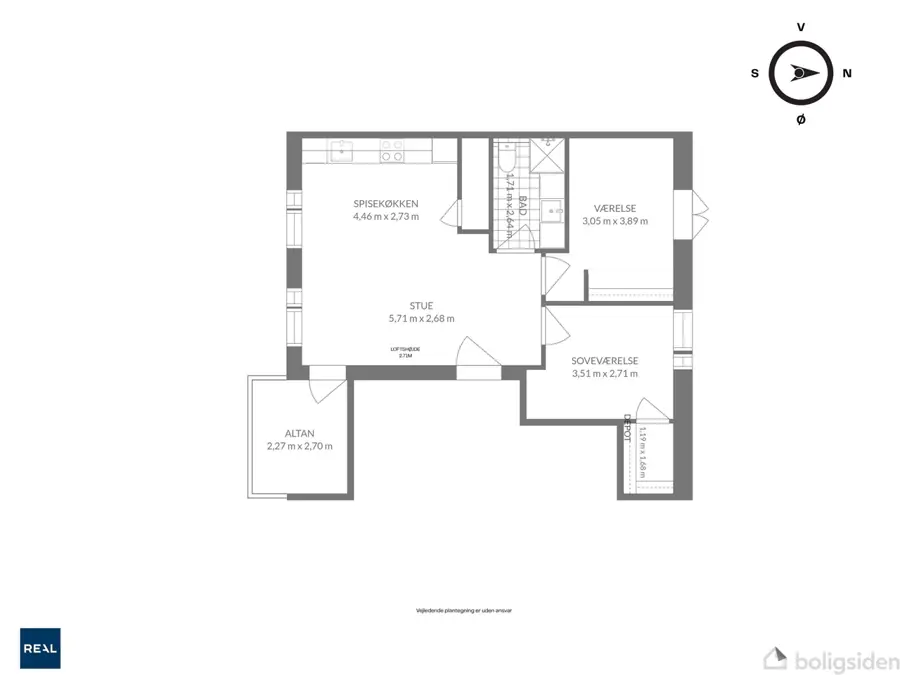 V
S
N
Ø
SPISEKØKKEN
4,46 m x 2,73 m
BAD
1,71 m x 2,64 m
VÆRELSE
3,05 m x 3,89 m
STUE
5,71 m x 2,68 m
LOFTSHØJDE
2.71M
SOVEVÆRELSE
3,51 m x 2,71 m
ALTAN
2,27 m x 2,70 m
DEPOT
1,19 m x 1,68 m
Vejledende plantegning er uden ansvar
REAL
boligsiden